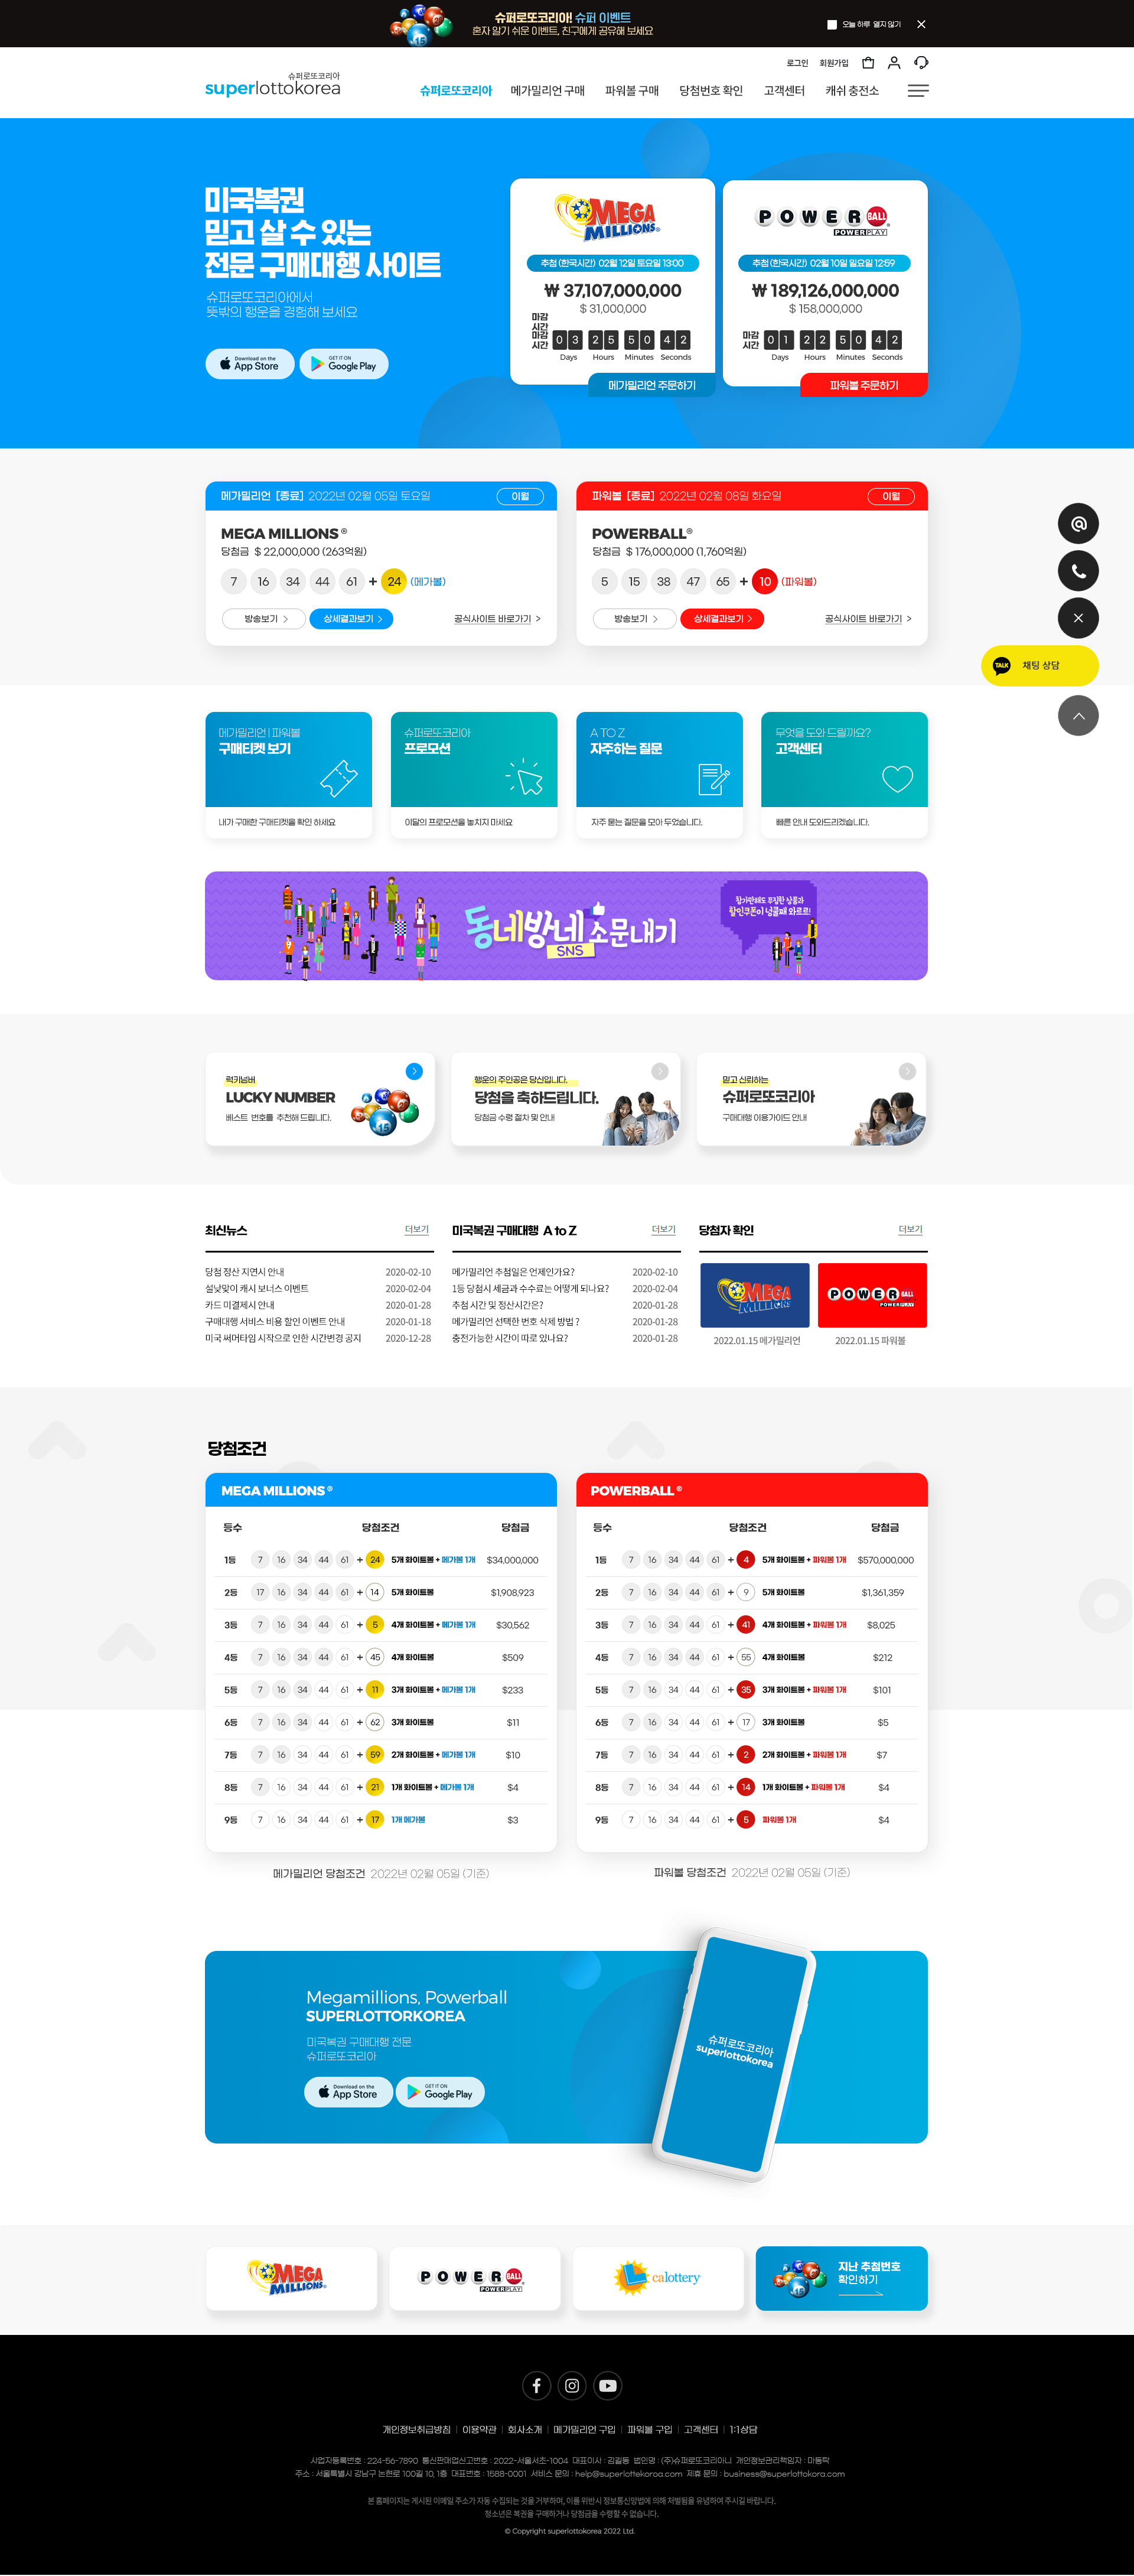 슈퍼로또코리아! 슈퍼 이벤트
혼자 알기 쉬운 이벤트, 친구에게 공유해 보세요
오늘 하루 열지 않기
로그인 회원가입
슈퍼로또코리아
superlottokorea
슈퍼로또코리아 메가밀리언 구매 파워볼 구매 당첨번호 확인 고객센터 캐쉬 충전소
미국복권
믿고 살 수 있는
전문 구매대행 사이트
슈퍼로또코리아에서
뜻밖의 행운을 경험해 보세요
Download on the
App Store
GET IT ON
Google Play
MEGA
MILLIONS®
추첨 (한국시간) 02월 12일 토요일 13:00
₩ 37,107,000,000
$ 31,000,000
마감
시간
마감
시간
0 3 2 5 5 0 4 2
Days Hours Minutes Seconds
메가밀리언 주문하기
POWERBALL
POWERPLAY
추첨 (한국시간) 02월 10일 일요일 12:59
₩ 189,126,000,000
$ 158,000,000
마감
시간
0 1 2 2 5 0 4 2
Days Hours Minutes Seconds
파워볼 주문하기
메가밀리언 [종료] 2022년 02월 05일 토요일 이월
MEGA MILLIONS ®
당첨금 $ 22,000,000 (263억원)
7 16 34 44 61 + 24 (메가볼)
방송보기 상세결과보기 공식사이트 바로가기 >
파워볼 [종료] 2022년 02월 08일 화요일 이월
POWERBALL®
당첨금 $ 176,000,000 (1,760억원)
5 15 38 47 65 + 10 (파워볼)
방송보기 상세결과보기 공식사이트 바로가기 >
TALK 채팅 상담
메가밀리언 | 파워볼
구매티켓 보기
내가 구매한 구매티켓을 확인 하세요
슈퍼로또코리아
프로모션
이달의 프로모션을 놓치지 마세요
A TO Z
자주하는 질문
자주 묻는 질문을 모아 두었습니다.
무엇을 도와 드릴까요?
고객센터
빠른 안내 도와드리겠습니다.
동네방네 소문내기
SNS
참가만해도 푸짐한 상품과
할인쿠폰이 넝쿨째 와르르!
럭키넘버
LUCKY NUMBER
베스트 번호를 추천해 드립니다.
행운의 주인공은 당신입니다.
당첨을 축하드립니다.
당첨금 수령 절차 및 안내
믿고 신뢰하는
슈퍼로또코리아
구매대행 이용가이드 안내
최신뉴스 더보기
당첨 정산 지연시 안내 2020-02-10
설날맞이 캐시 보너스 이벤트 2020-02-04
카드 미결제시 안내 2020-01-28
구매대행 서비스 비용 할인 이벤트 안내 2020-01-18
미국 써머타임 시작으로 인한 시간변경 공지 2020-12-28
미국복권 구매대행 A to Z 더보기
메가밀리언 추첨일은 언제인가요? 2020-02-10
1등 당첨시 세금과 수수료는 어떻게 되나요? 2020-02-04
추첨 시간 및 정산시간은? 2020-01-28
메가밀리언 선택한 번호 삭제 방법 ? 2020-01-28
충전가능한 시간이 따로 있나요? 2020-01-28
당첨자 확인 더보기
MEGA
MILLIONS
POWERBALL
POWERPLAY
2022.01.15 메가밀리언 2022.01.15 파워볼
당첨조건
MEGA MILLIONS ®
등수 당첨조건 당첨금
1등 7 16 34 44 61 + 24 5개 화이트볼 + 메가볼 1개 $34,000,000
2등 17 16 34 44 61 + 14 5개 화이트볼 $1,908,923
3등 7 16 34 44 61 + 5 4개 화이트볼 + 메가볼 1개 $30,562
4등 7 16 34 44 61 + 45 4개 화이트볼 $509
5등 7 16 34 44 61 + 11 3개 화이트볼 + 메가볼 1개 $233
6등 7 16 34 44 61 + 62 3개 화이트볼 $11
7등 7 16 34 44 61 + 59 2개 화이트볼 + 메가볼 1개 $10
8등 7 16 34 44 61 + 21 1개 화이트볼 + 메가볼 1개 $4
9등 7 16 34 44 61 + 17 1개 메가볼 $3
메가밀리언 당첨조건 2022년 02월 05일 (기준)
POWERBALL ®
등수 당첨조건 당첨금
1등 7 16 34 44 61 + 4 5개 화이트볼 + 파워볼 1개 $570,000,000
2등 7 16 34 44 61 + 9 5개 화이트볼 $1,361,359
3등 7 16 34 44 61 + 41 4개 화이트볼 + 파워볼 1개 $8,025
4등 7 16 34 44 61 + 55 4개 화이트볼 $212
5등 7 16 34 44 61 + 35 3개 화이트볼 + 파워볼 1개 $101
6등 7 16 34 44 61 + 17 3개 화이트볼 $5
7등 7 16 34 44 61 + 2 2개 화이트볼 + 파워볼 1개 $7
8등 7 16 34 44 61 + 14 1개 화이트볼 + 파워볼 1개 $4
9등 7 16 34 44 61 + 5 파워볼 1개 $4
파워볼 당첨조건 2022년 02월 05일 (기준)
Megamillions, Powerball
SUPERLOTTORKOREA
미국복권 구매대행 전문
슈퍼로또코리아
Download on the
App Store
GET IT ON
Google Play
슈퍼로또코리아
superlottokorea
MEGA
MILLIONS
POWERBALL
POWERPLAY
calottery
지난 추첨번호
확인하기
개인정보취급방침 | 이용약관 | 회사소개 | 메가밀리언 구입 | 파워볼 구입 | 고객센터 | 1:1상담
사업자등록번호 : 224-56-7890 통신판매업신고번호 : 2022-서울서초-1004 대표이사 : 김길동 법인명 : (주)슈퍼로또코리아니 개인정보관리책임자 : 마동탁
주소 : 서울특별시 강남구 논현로 100길 10, 1층 대표번호 : 1588-0001 서비스 문의 : help@superlottekoroa.com 제휴 문의 : business@superlottokora.com
본 홈페이지는 게시된 이메일 주소가 자동 수집되는 것을 거부하며, 이를 위반시 정보통신망법에 의해 처벌됨을 유념하여 주시길 바랍니다.
청소년은 복권을 구매하거나 당첨금을 수령할 수 없습니다.
© Copyright superlottokorea 2022 Ltd.